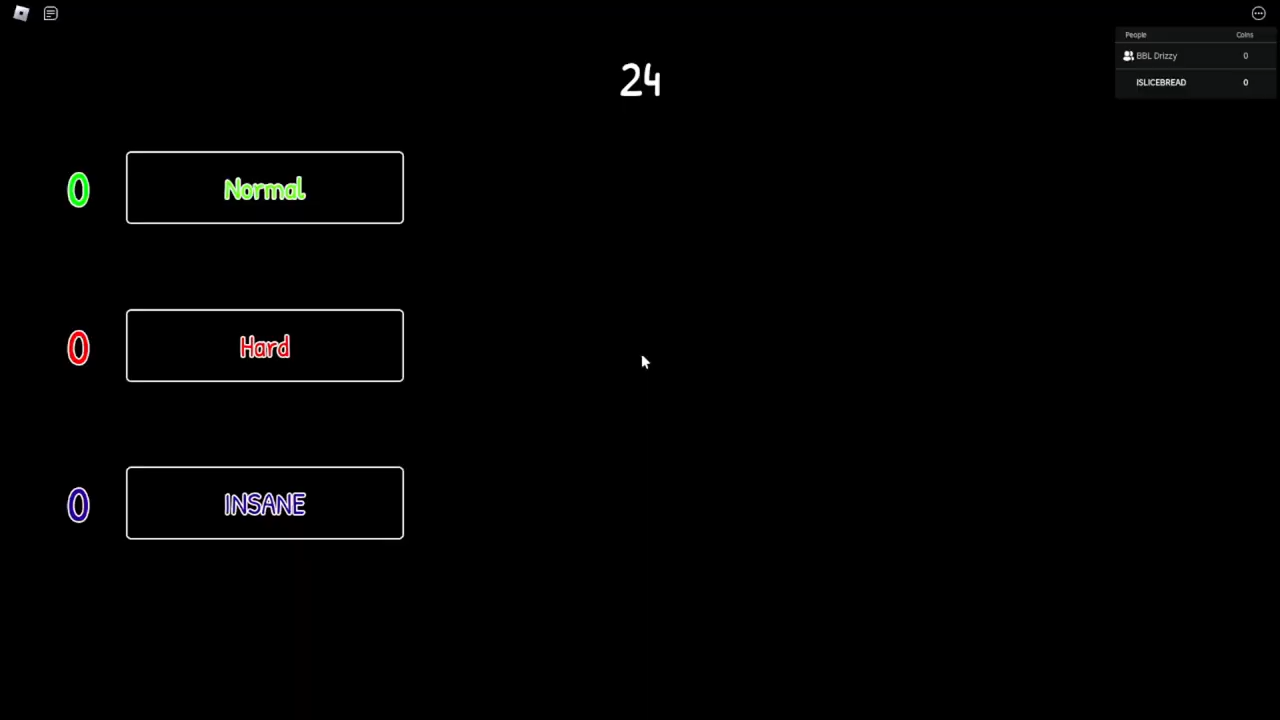 People Coins
BBL Drizzy 0
ISLICEBREAD 0
24
0 Normal
0 Hard
0 INSANE